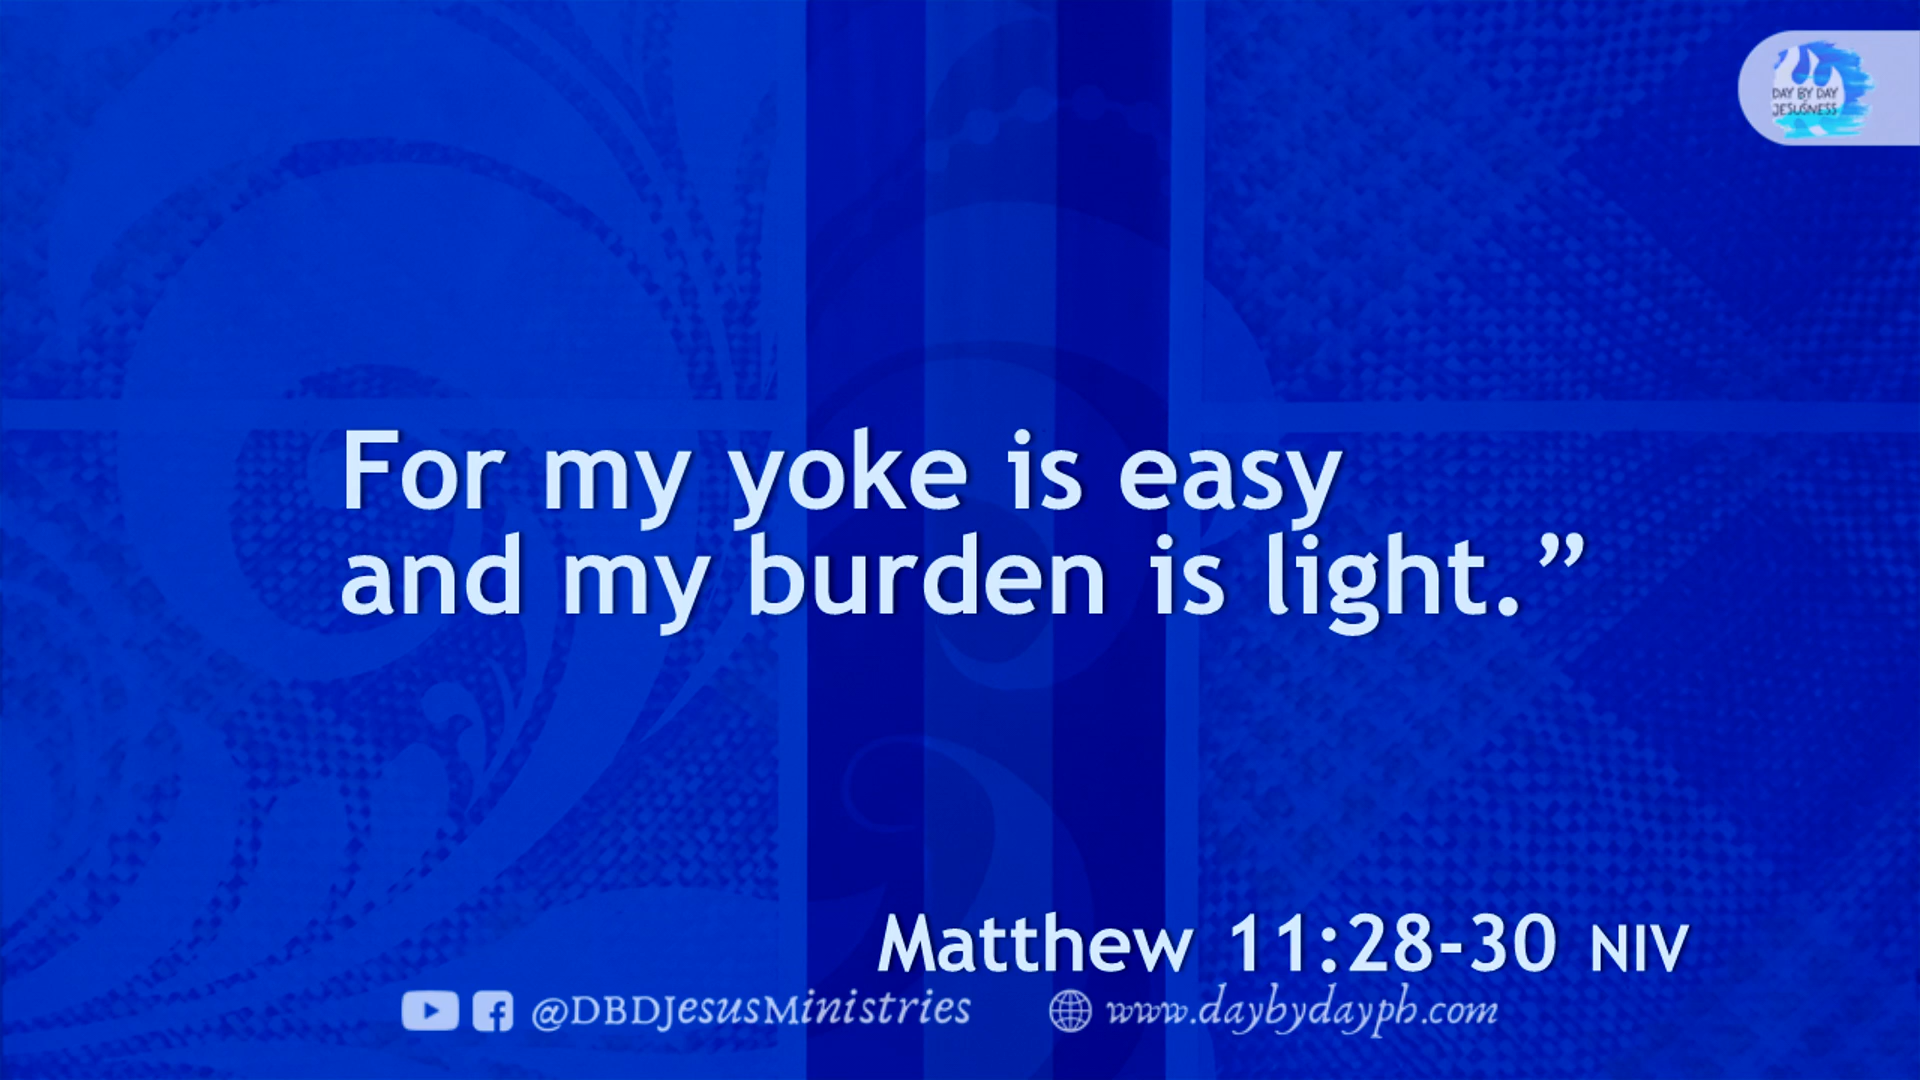 DAY BY DAY
JESUSNESS
For my yoke is easy
and my burden is light.”
Matthew 11:28-30 NIV
@DBDJesusMinistries
www.daybydayph.com